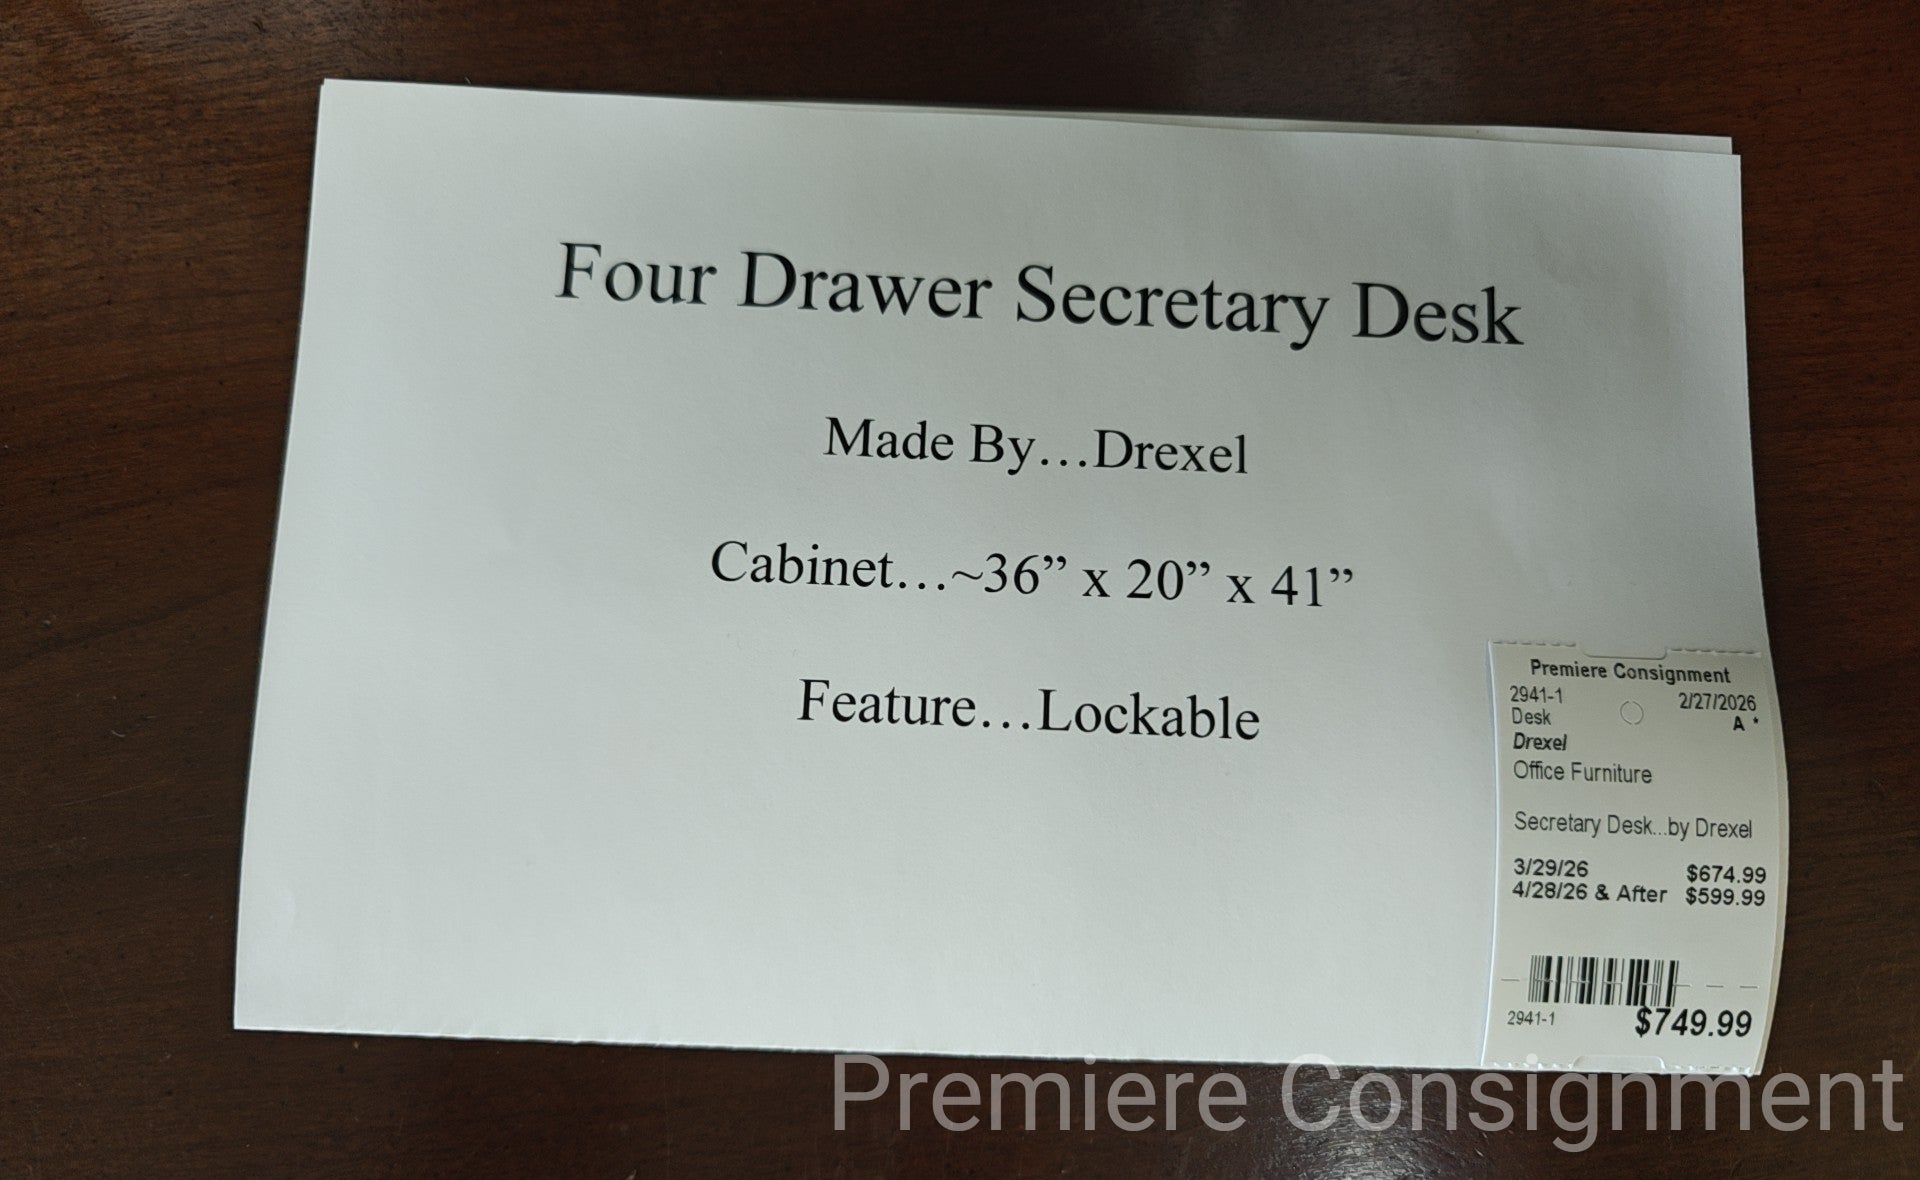 Four Drawer Secretary Desk
Made By…Drexel
Cabinet…~36” x 20” x 41”
Feature…Lockable
Premiere Consignment
2941-1 2/27/2026
Desk A *
Drexel
Office Furniture
Secretary Desk...by Drexel
3/29/26 $674.99
4/28/26 & After $599.99
2941-1 $749.99
Premiere Consignment